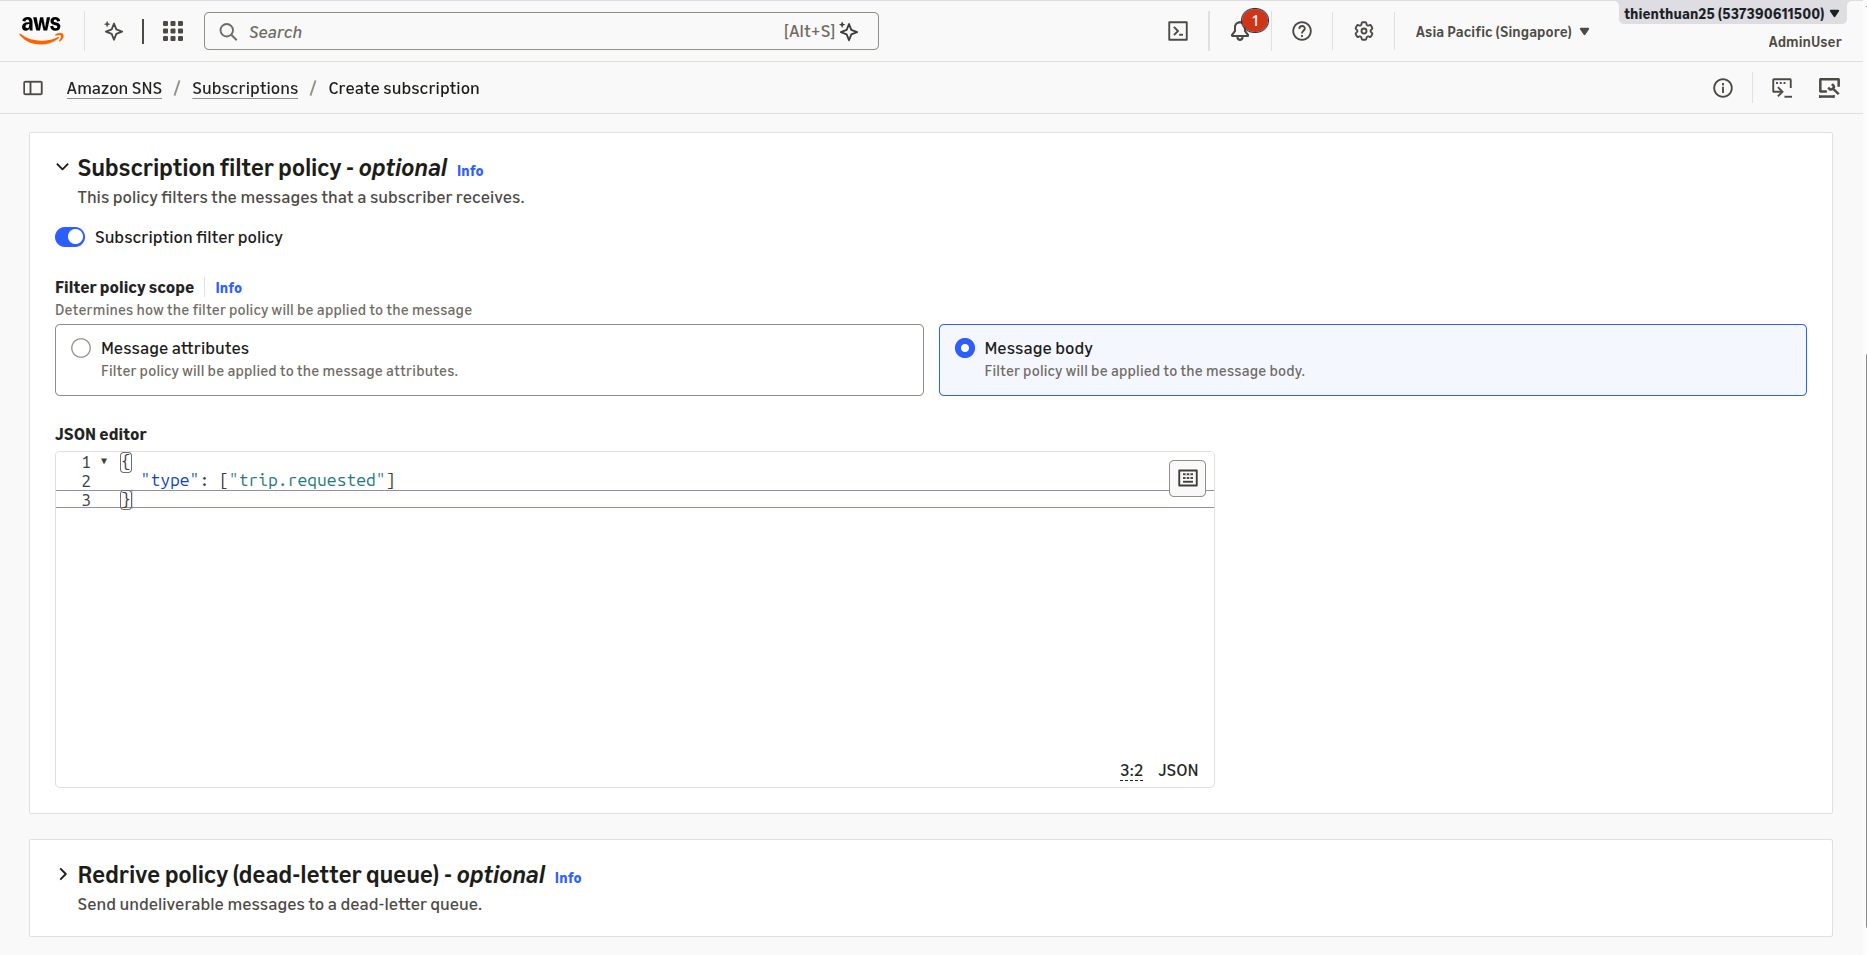 aws
Search
[Alt+S]
1
Asia Pacific (Singapore)
thienthuan25 (537390611500)
AdminUser
Amazon SNS / Subscriptions / Create subscription
Subscription filter policy - optional Info
This policy filters the messages that a subscriber receives.
Subscription filter policy
Filter policy scope Info
Determines how the filter policy will be applied to the message
Message attributes
Filter policy will be applied to the message attributes.
Message body
Filter policy will be applied to the message body.
JSON editor
1 {
2 "type": ["trip.requested"]
3 }
3:2 JSON
Redrive policy (dead-letter queue) - optional Info
Send undeliverable messages to a dead-letter queue.